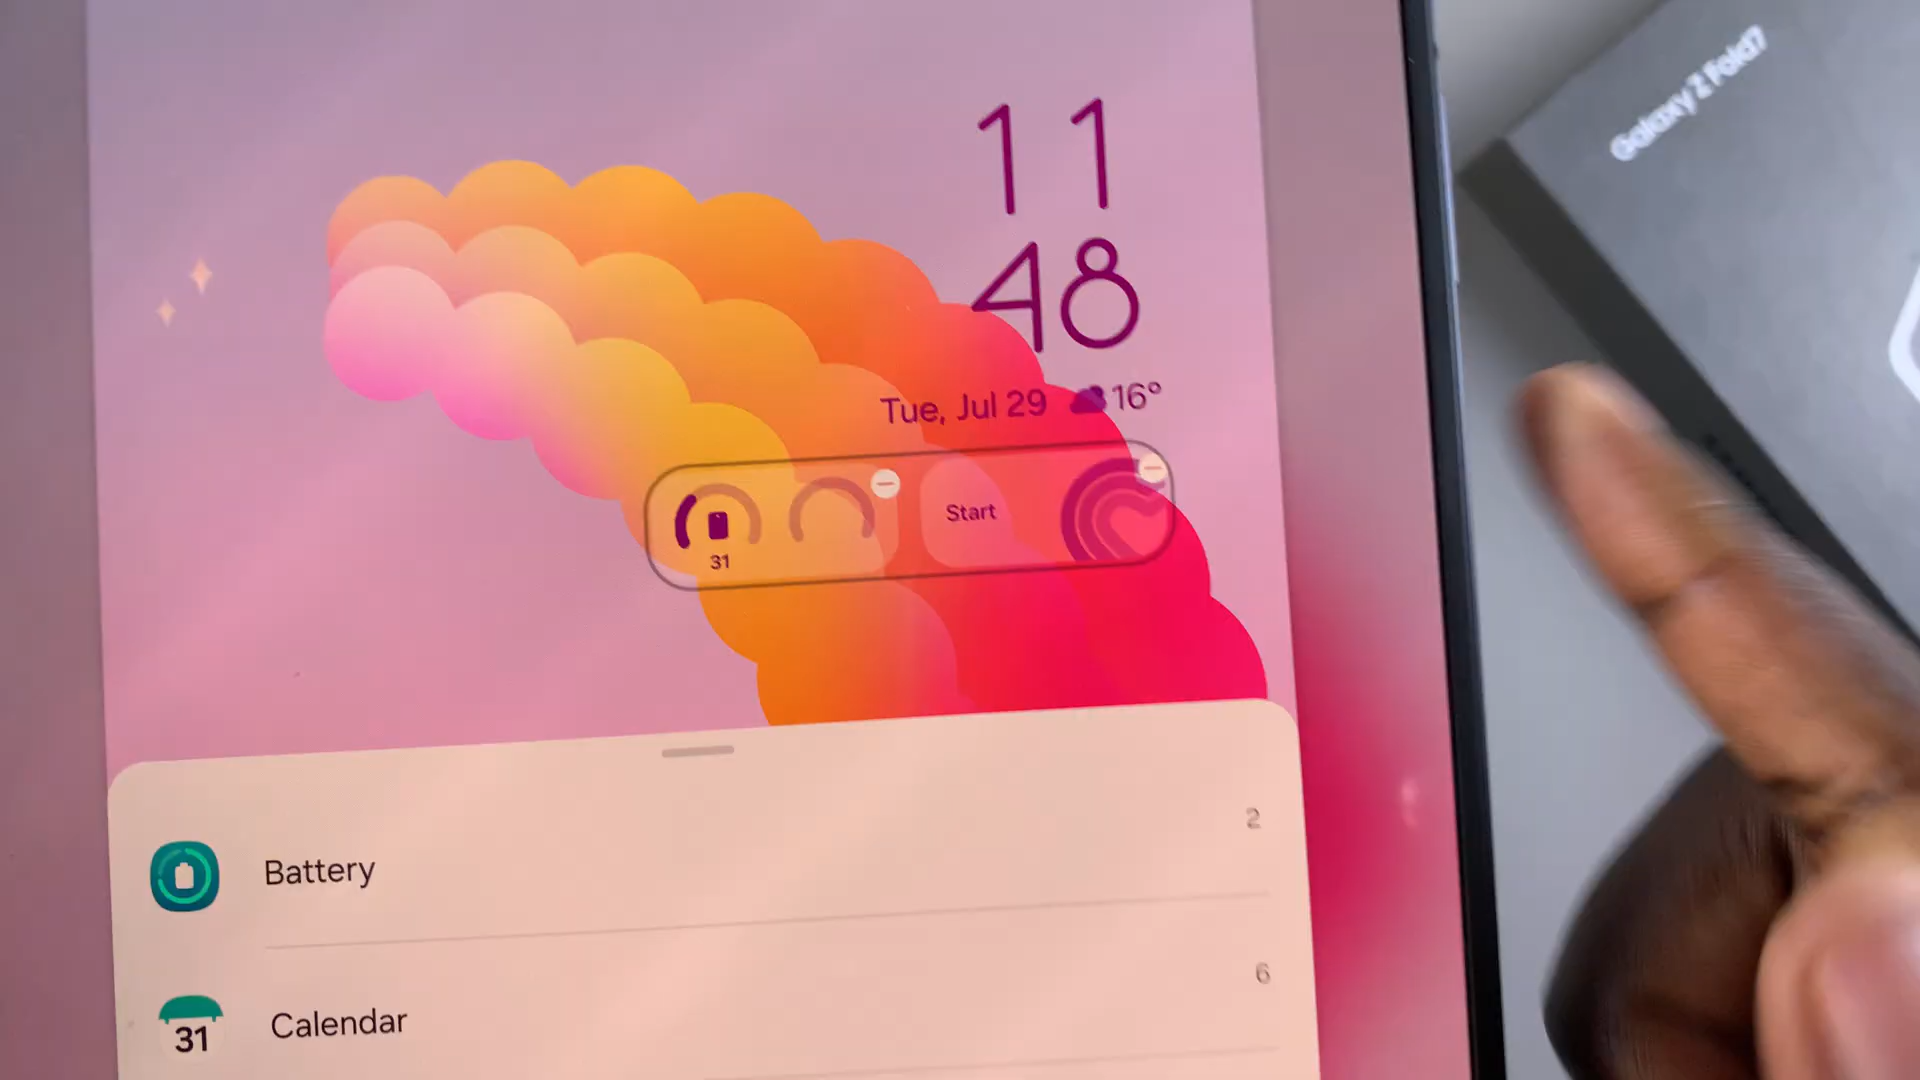 Galaxy Z Fold7
11
48
Tue, Jul 29 16°
31
Start
2
Battery
6
31
Calendar